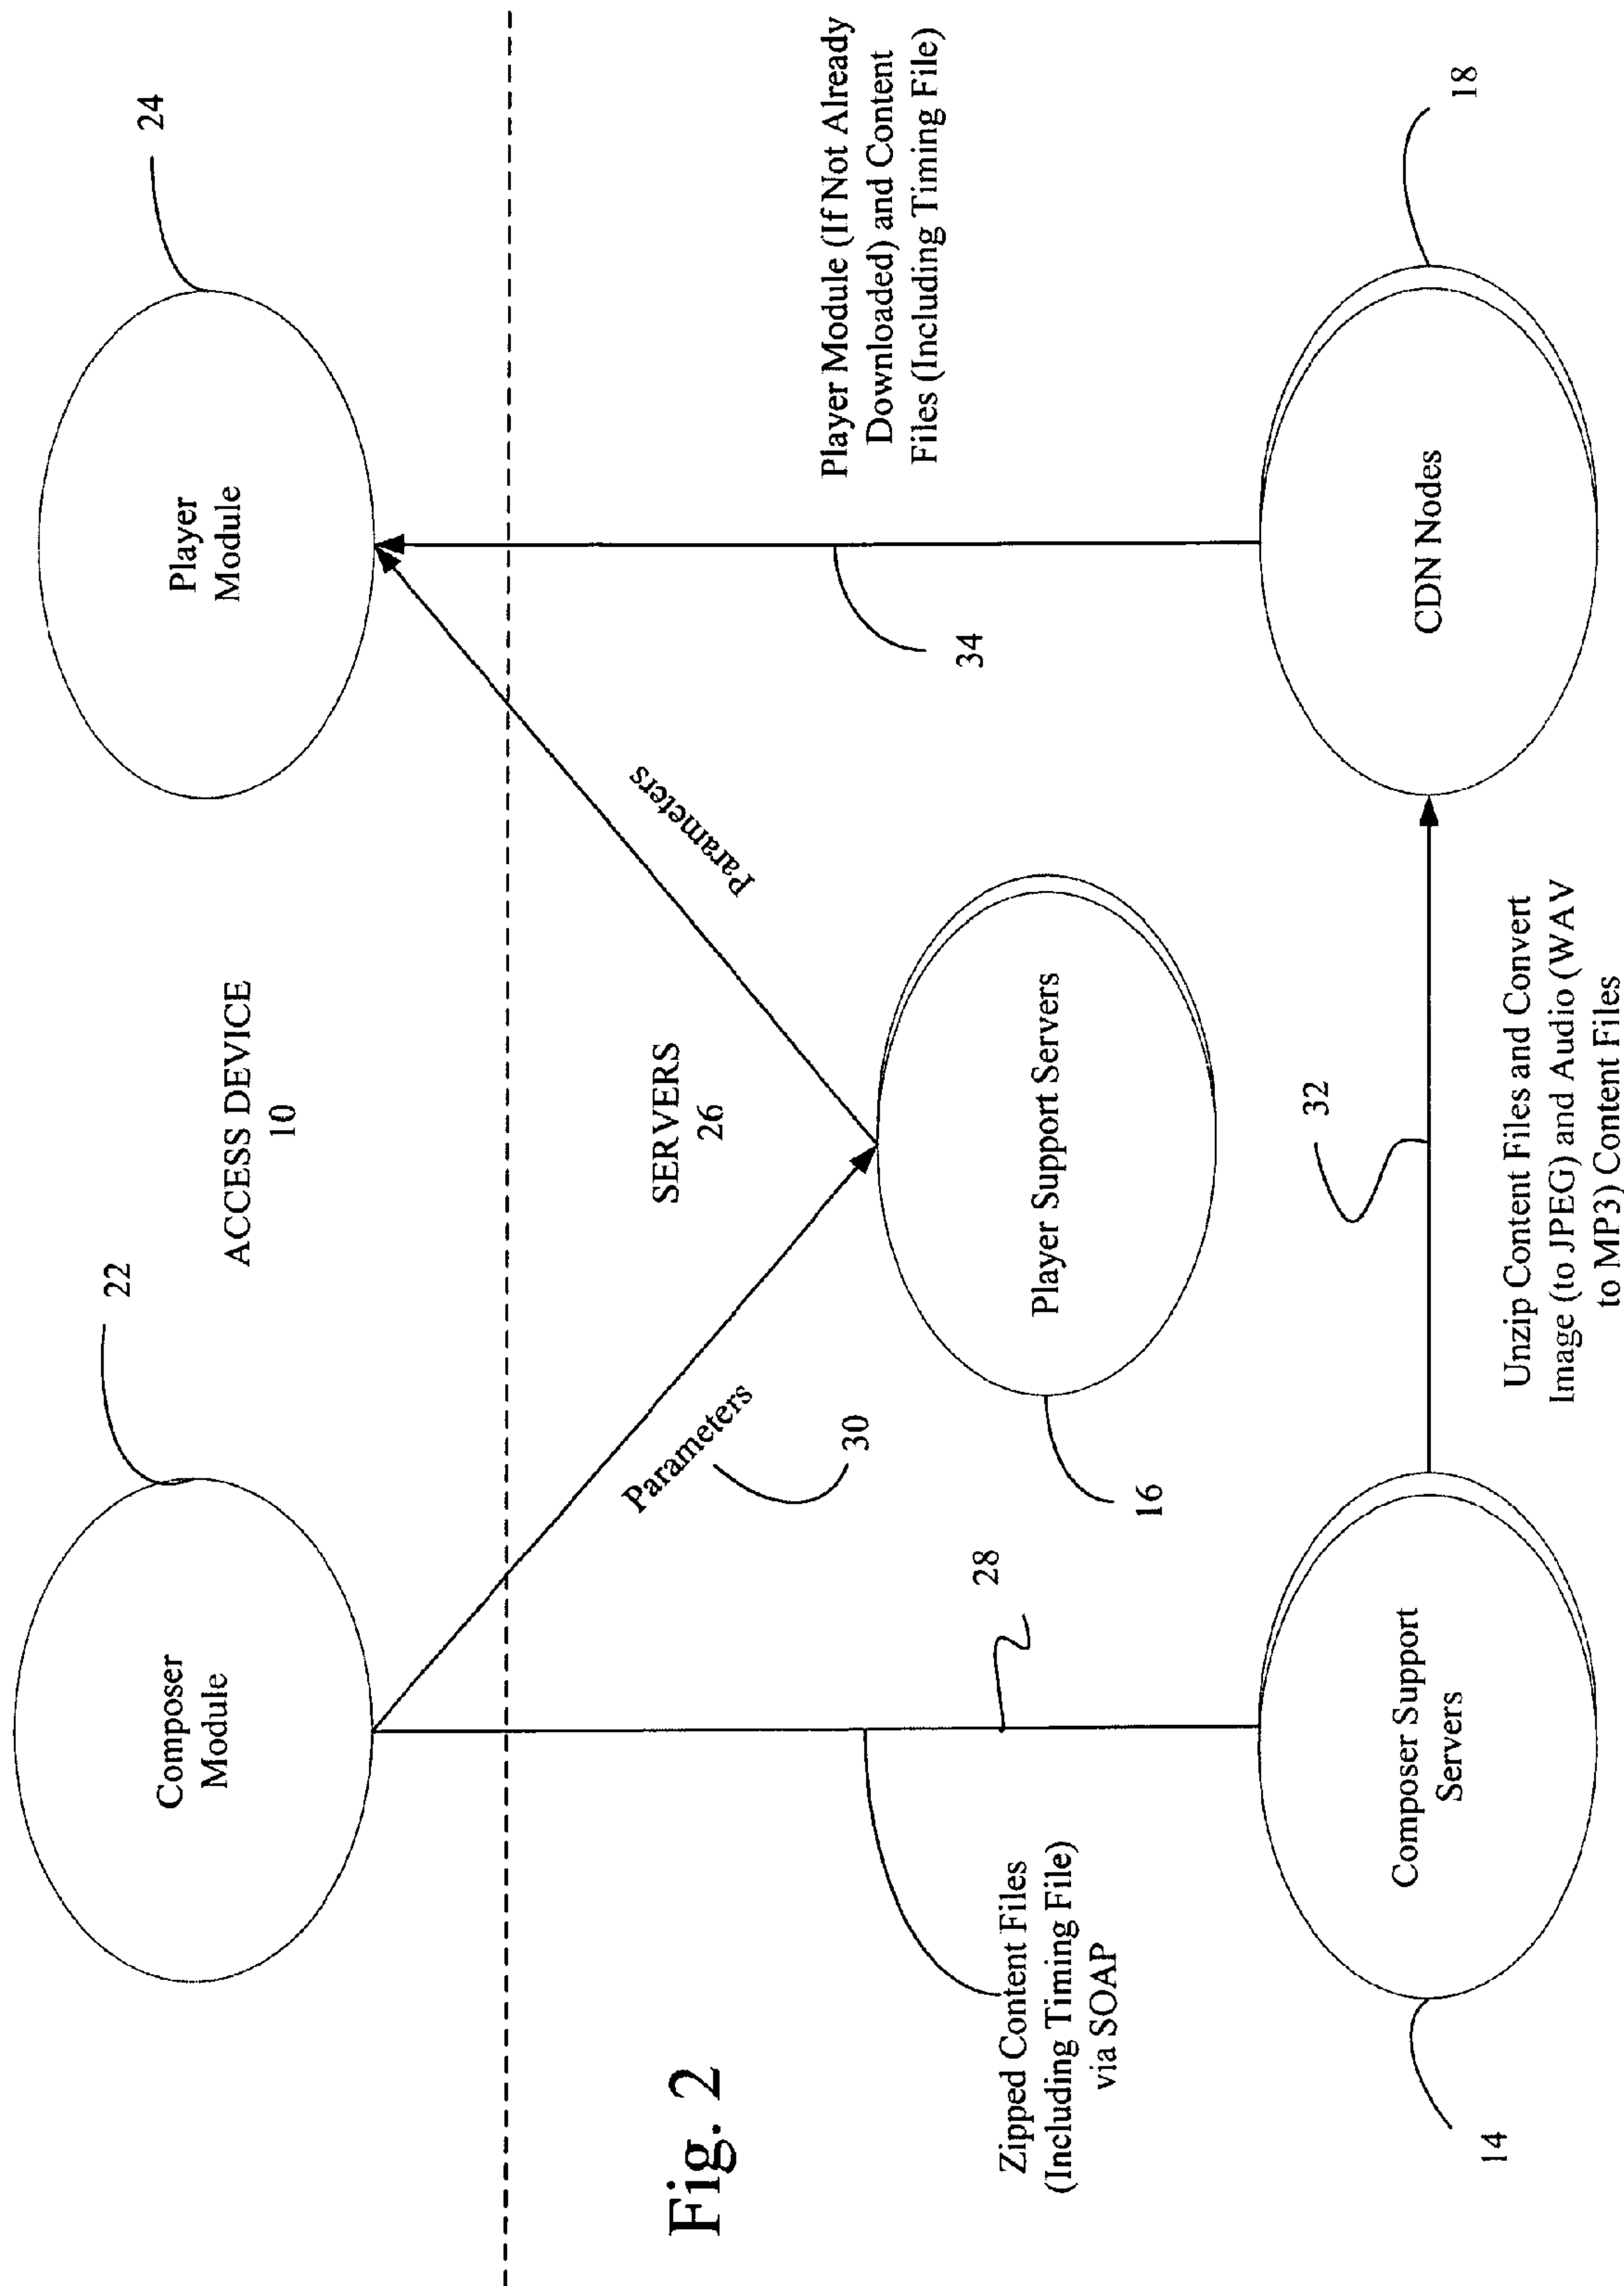 22
24
Composer
Module
ACCESS DEVICE
10
Player
Module
Fig. 2
Parameters
30
SERVERS
26
Parameters
Player Module (If Not Already
Downloaded) and Content
Files (Including Timing File)
28
34
Zipped Content Files
(Including Timing File)
via SOAP
16
Player Support Servers
32
18
Composer Support
Servers
CDN Nodes
14
Unzip Content Files and Convert
Image (to JPEG) and Audio (WAV
to MP3) Content Files